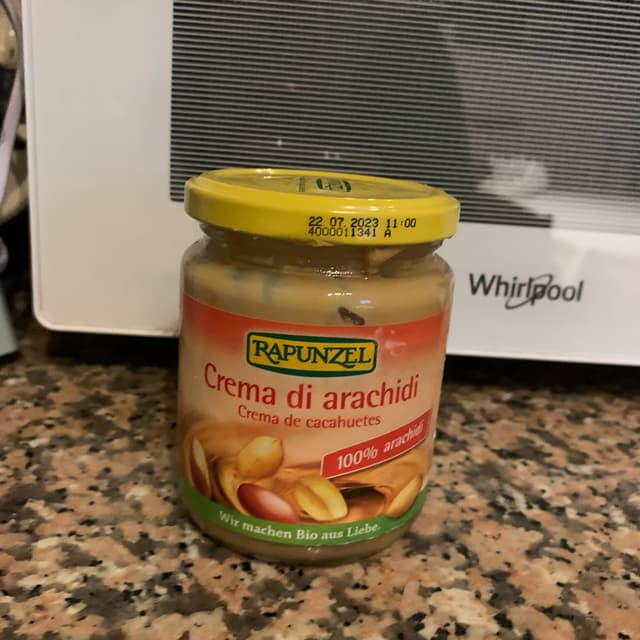 22.07.2023 11:00
4000011341 A
Whirlpool
RAPUNZEL
Crema di arachidi
Crema de cacahuetes
100% arachidi
Wir machen Bio aus Liebe.